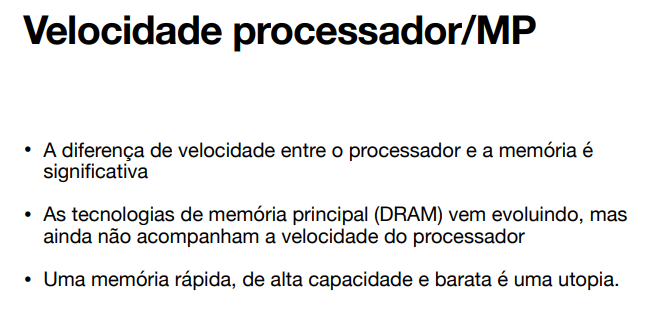 Velocidade processador/MP
• A diferença de velocidade entre o processador e a memória é
significativa
• As tecnologias de memória principal (DRAM) vem evoluindo, mas
ainda não acompanham a velocidade do processador
• Uma memória rápida, de alta capacidade e barata é uma utopia.